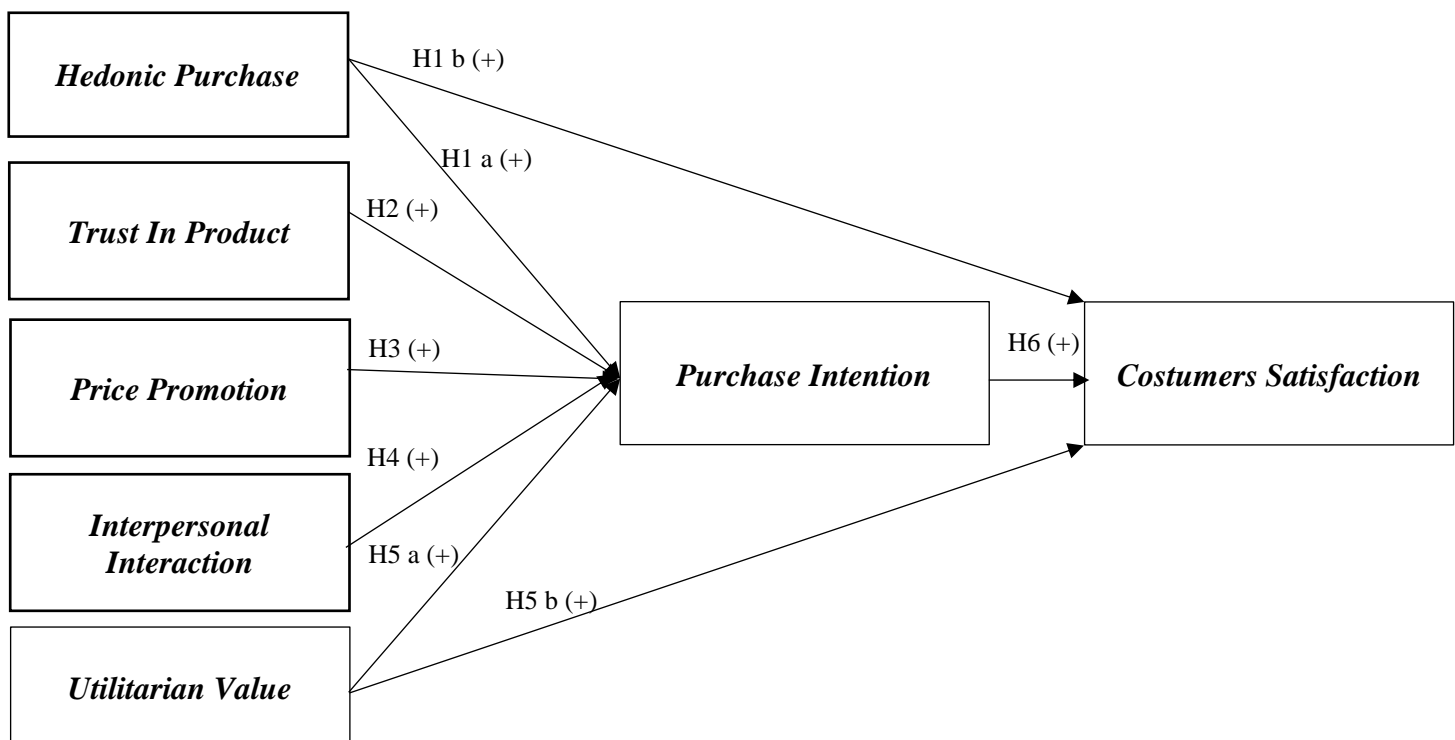 Hedonic Purchase
H1 b (+)
H1 a (+)
Trust In Product
H2 (+)
Price Promotion
H3 (+)
Purchase Intention
H6 (+)
Costumers Satisfaction
H4 (+)
Interpersonal
Interaction
H5 a (+)
H5 b (+)
Utilitarian Value